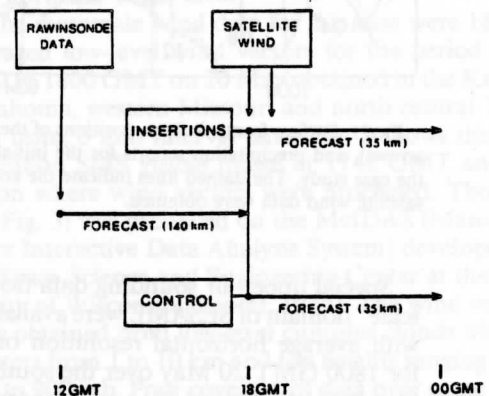 RAWINSONDE
DATA
SATELLITE
WIND
INSERTIONS
FORECAST (35 km)
FORECAST (140 km)
CONTROL
FORECAST (35 km)
12GMT
18GMT
00GMT